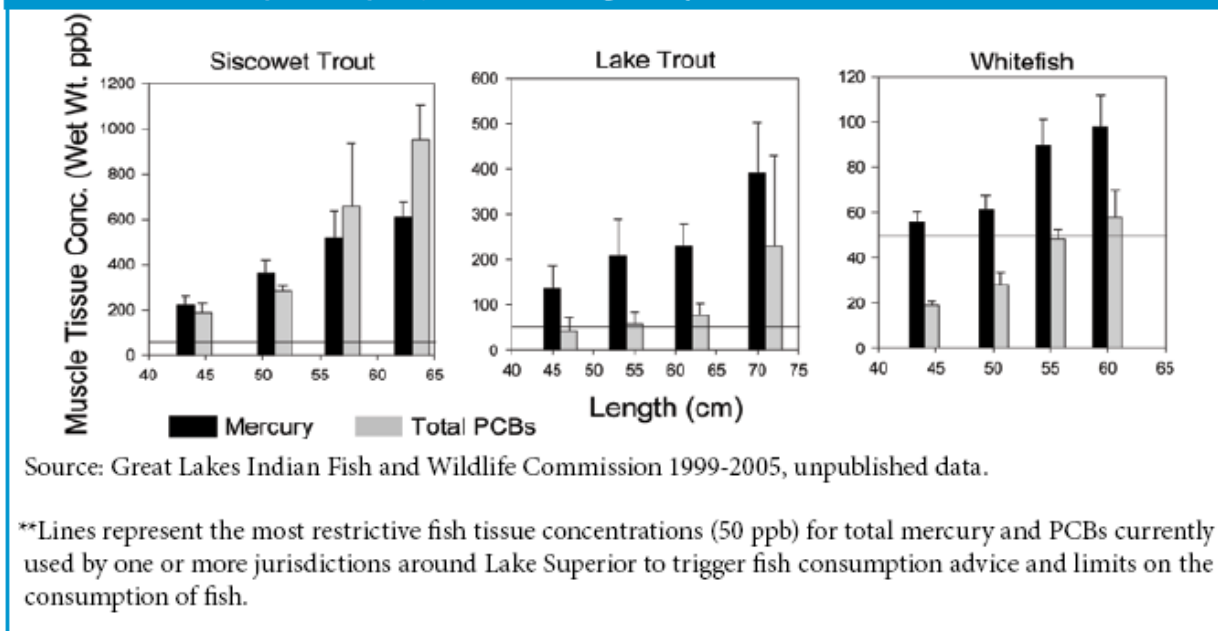 Siscowet Trout
Lake Trout
Whitefish
Muscle Tissue Conc. (Wet Wt. ppb)
1200
1000
800
600
400
200
0
40 45 50 55 60 65
600
500
400
300
200
100
0
40 45 50 55 60 65 70 75
120
100
80
60
40
20
0
40 45 50 55 60 65
Length (cm)
Mercury Total PCBs
Source: Great Lakes Indian Fish and Wildlife Commission 1999-2005, unpublished data.
**Lines represent the most restrictive fish tissue concentrations (50 ppb) for total mercury and PCBs currently
used by one or more jurisdictions around Lake Superior to trigger fish consumption advice and limits on the
consumption of fish.